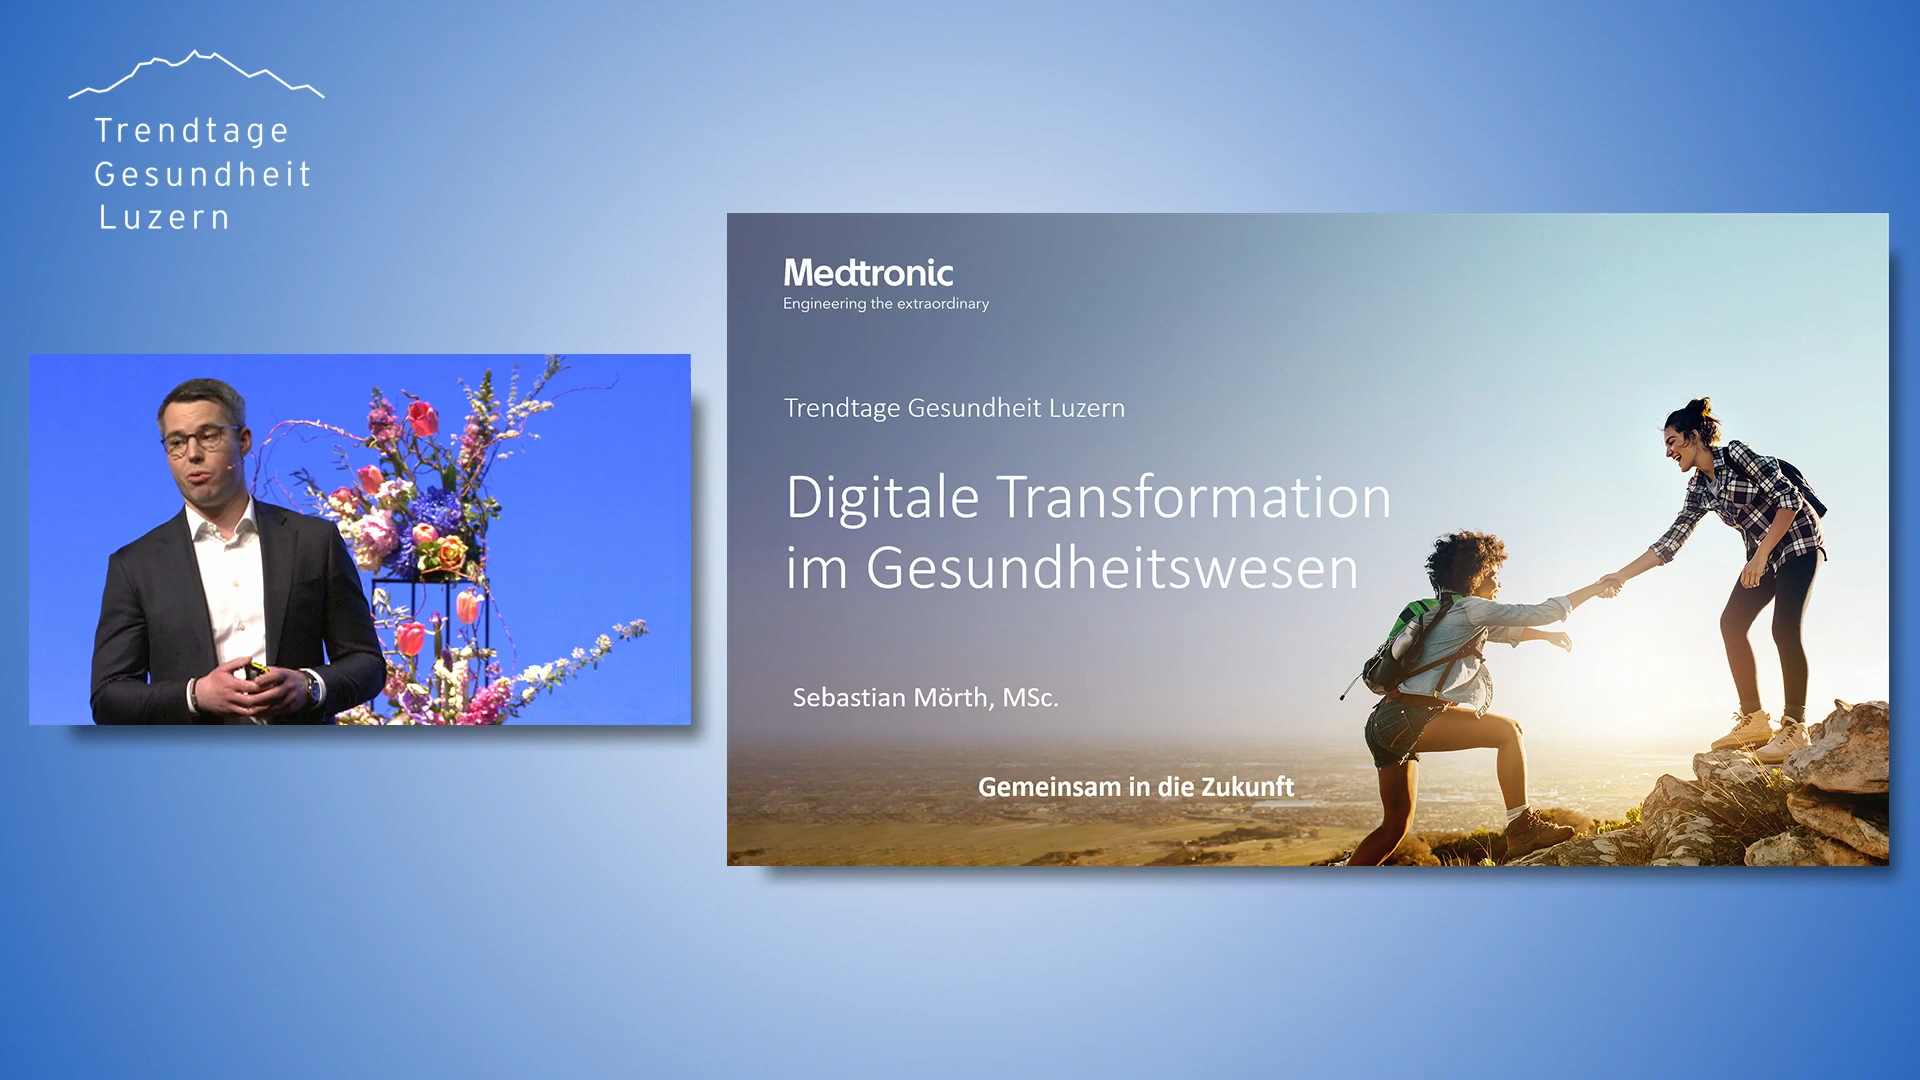 Trendtage
Gesundheit
Luzern
Medtronic
Engineering the extraordinary
Trendtage Gesundheit Luzern
Digitale Transformation
im Gesundheitswesen
Sebastian Mörth, MSc.
Gemeinsam in die Zukunft